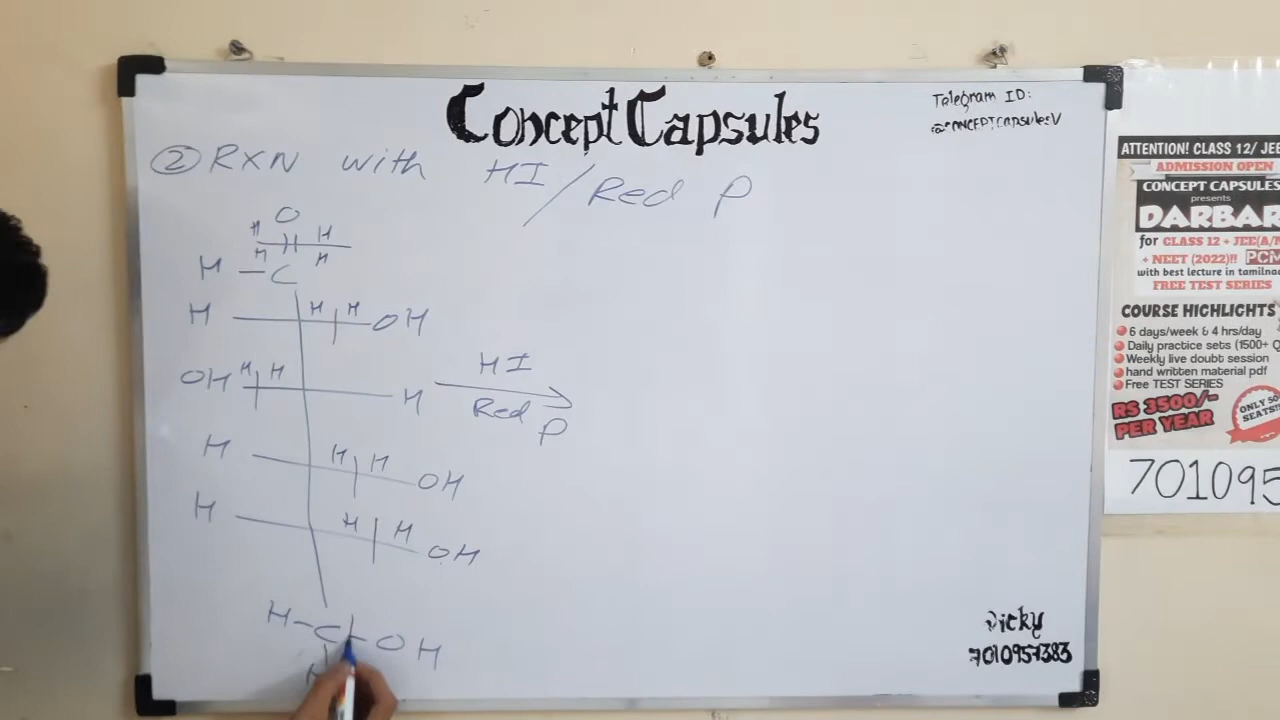 Concept Capsules
Telegram ID:
@CONCEPTCAPSULESV
② RXN with HI/Red P
O
H H
H H
H C
H H H OH
OH H H H
HI
Red P
H H H OH
H H H OH
H-C-OH
H
Vicky
7010957383
ATTENTION! CLASS 12/ JEE
ADMISSION OPEN
CONCEPT CAPSULES
presents
DARBAR
for CLASS 12 + JEE(A/M
+ NEET (2022)!! PCM
with best lecture in tamilnad
FREE TEST SERIES
COURSE HIGHLIGHTS
6 days/week & 4 hrs/day
Daily practice sets (1500+ Q
Weekly live doubt session
hand written material pdf
Free TEST SERIES
RS 3500/-
PER YEAR
ONLY 50
SEATS!!
701095